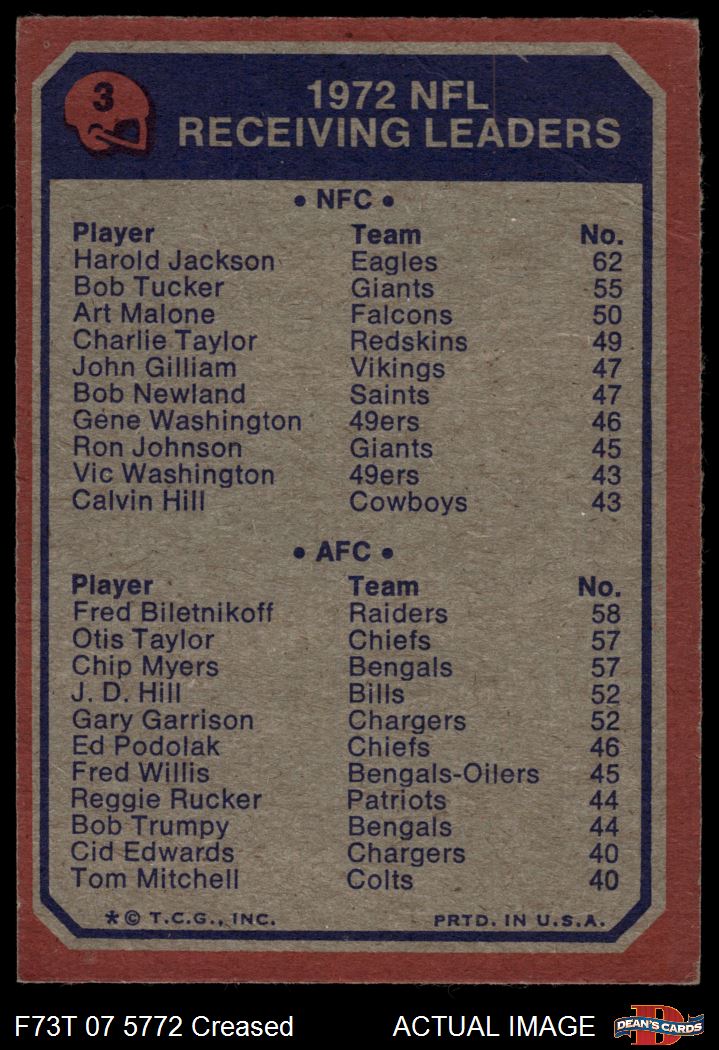 3
1972 NFL
RECEIVING LEADERS
• NFC •
Player Team No.
Harold Jackson Eagles 62
Bob Tucker Giants 55
Art Malone Falcons 50
Charlie Taylor Redskins 49
John Gilliam Vikings 47
Bob Newland Saints 47
Gene Washington 49ers 46
Ron Johnson Giants 45
Vic Washington 49ers 43
Calvin Hill Cowboys 43
• AFC •
Player Team No.
Fred Biletnikoff Raiders 58
Otis Taylor Chiefs 57
Chip Myers Bengals 57
J. D. Hill Bills 52
Gary Garrison Chargers 52
Ed Podolak Chiefs 46
Fred Willis Bengals-Oilers 45
Reggie Rucker Patriots 44
Bob Trumpy Bengals 44
Cid Edwards Chargers 40
Tom Mitchell Colts 40
* © T.C.G., INC. PRTD. IN U.S.A.
F73T 07 5772 Creased ACTUAL IMAGE D DEAN'S CARDS